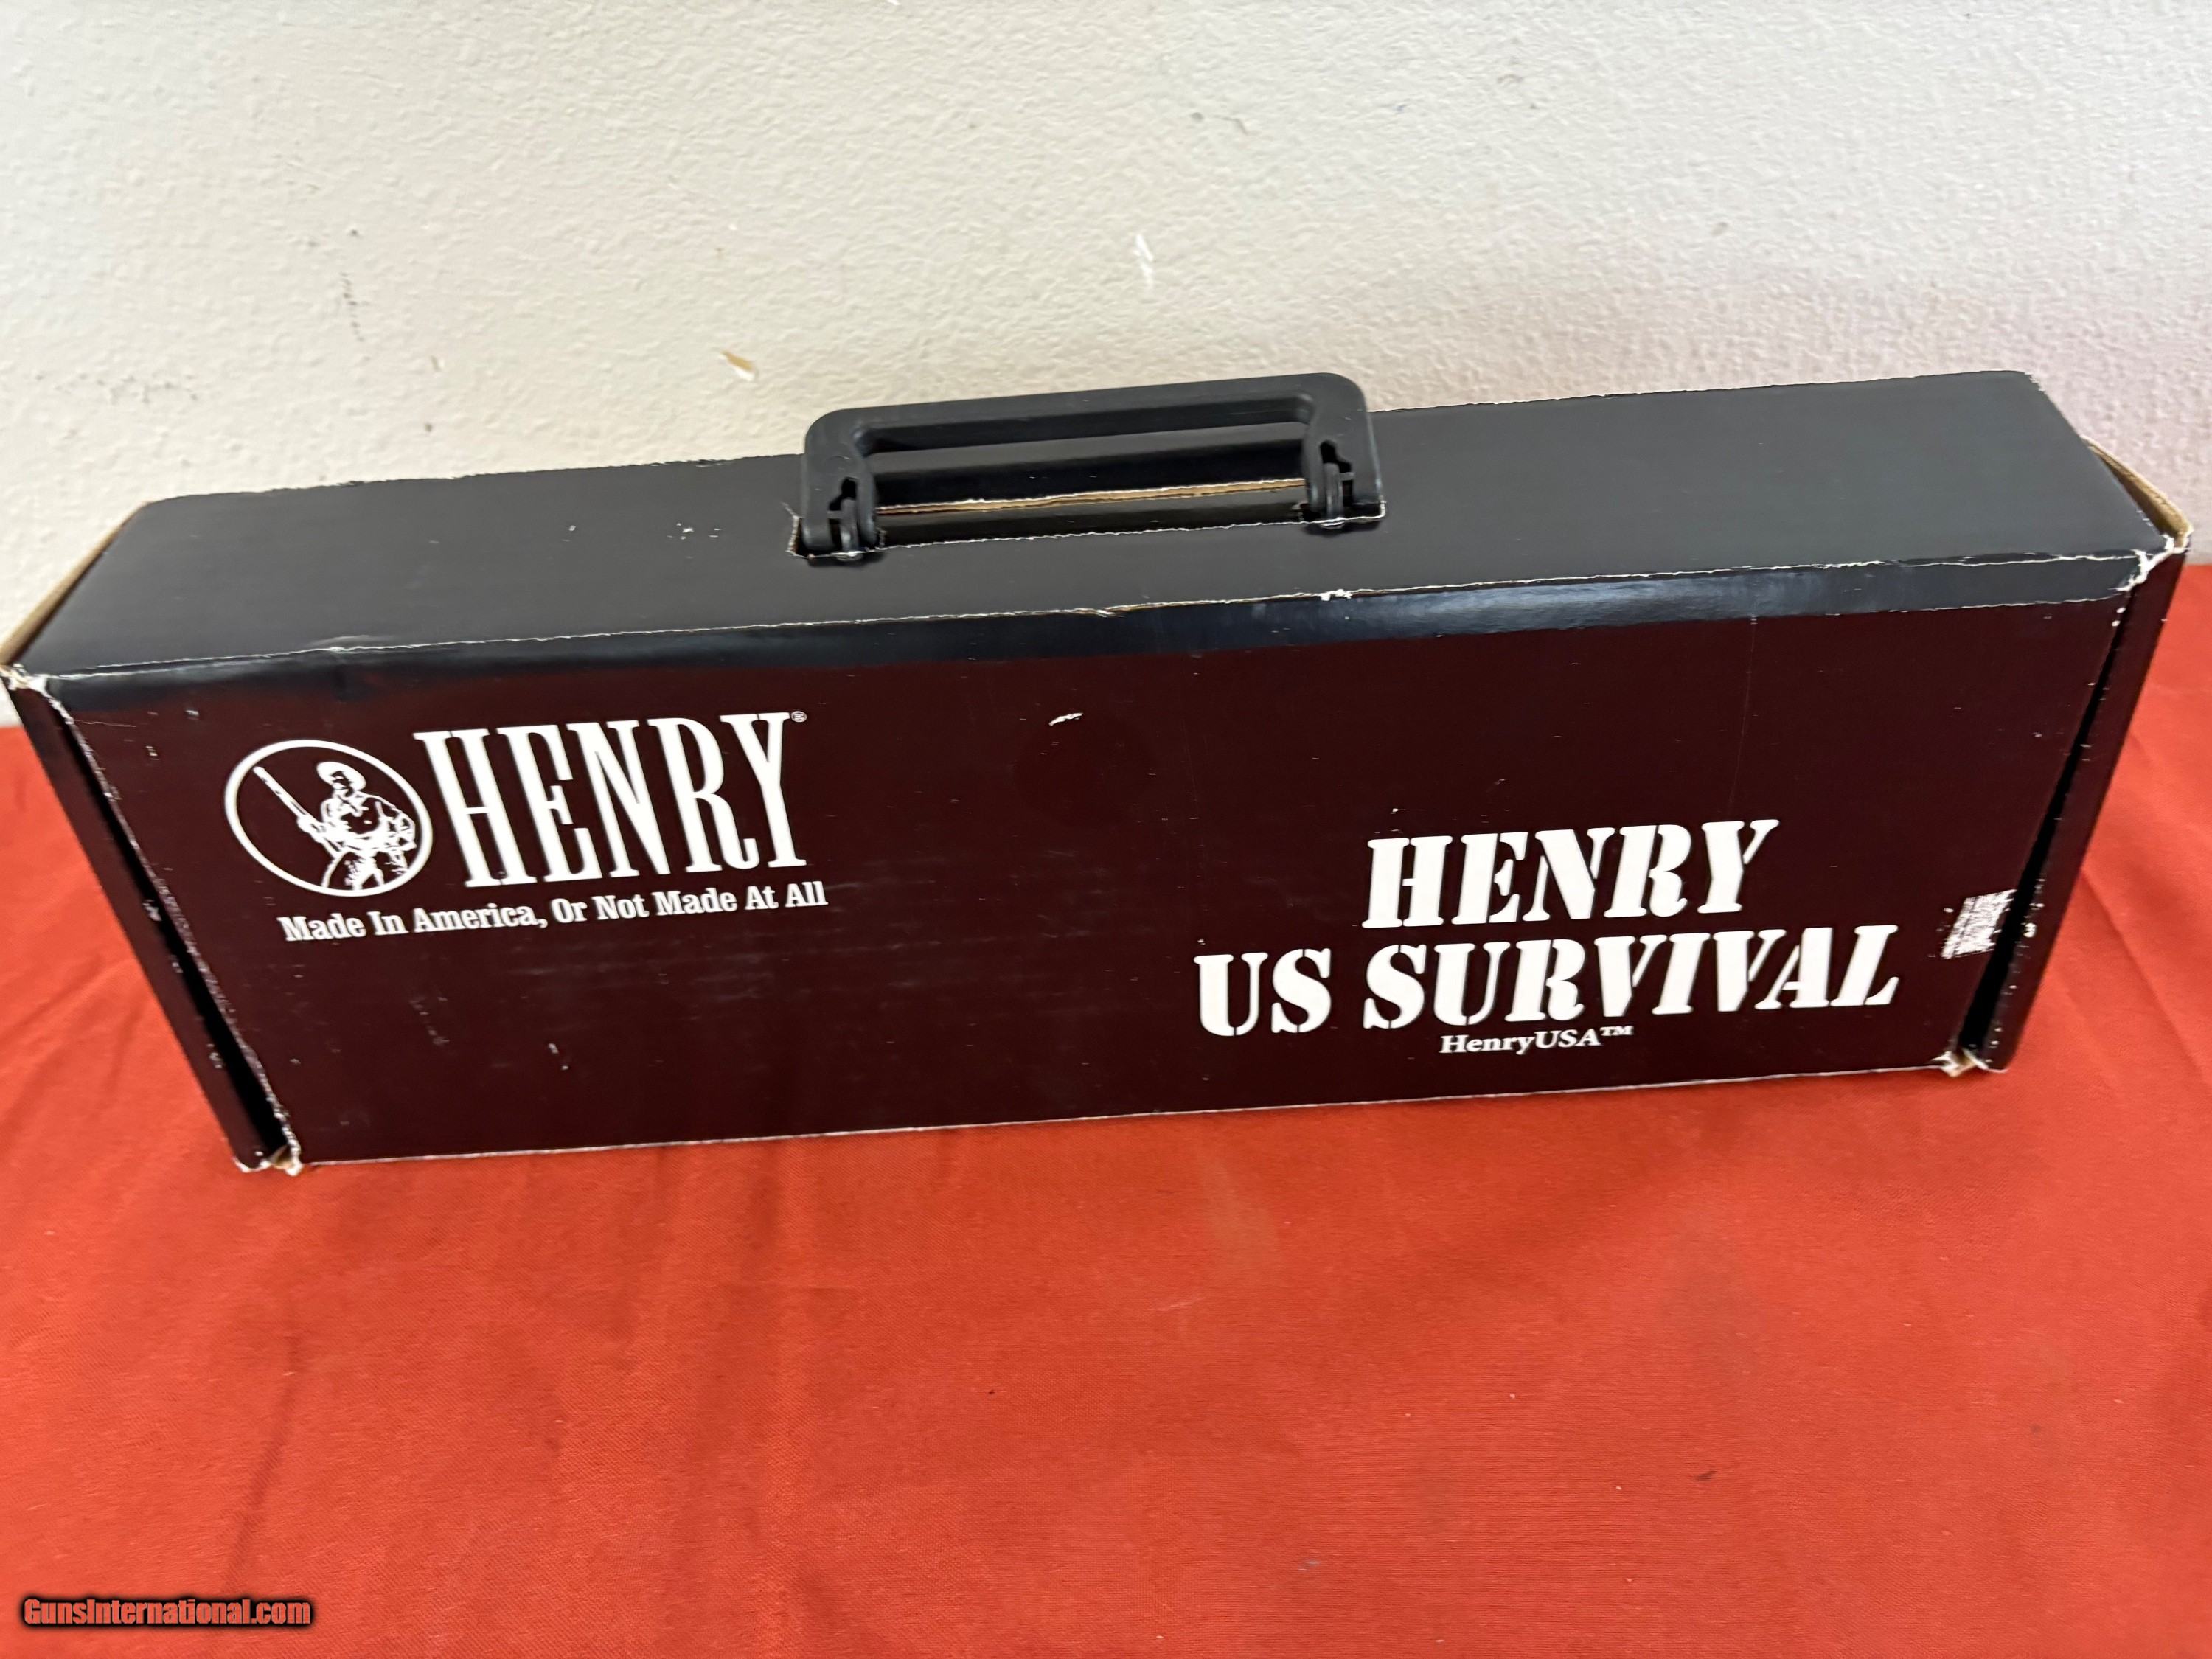 HENRY®
Made In America, Or Not Made At All
HENRY
US SURVIVAL
HenryUSA™
GunsInternational.com